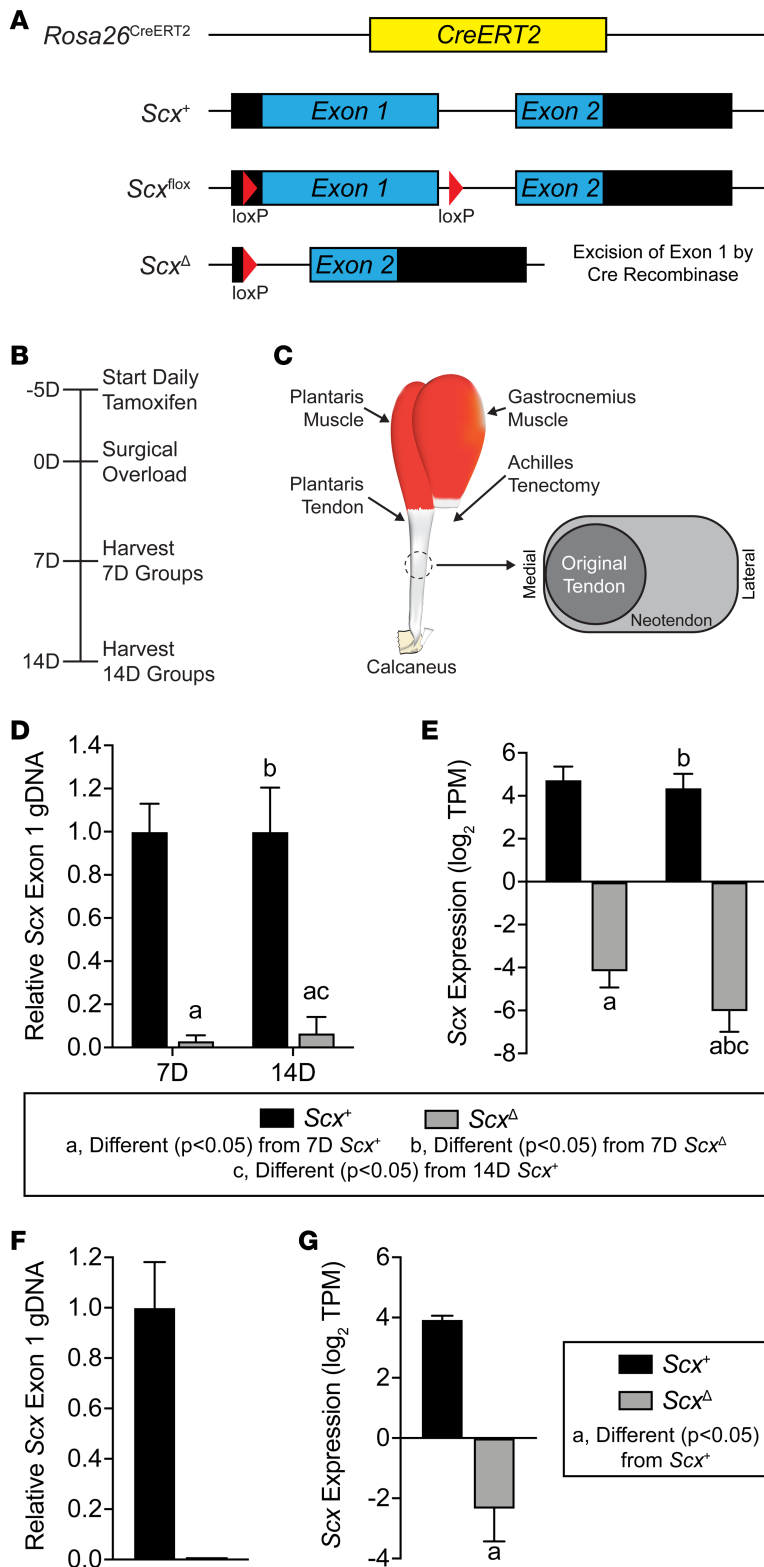 A
Rosa26CreERT2
CreERT2
Scx+
Exon 1
Exon 2
Scxflox
Exon 1
Exon 2
loxP
loxP
ScxΔ
Exon 2
loxP
Excision of Exon 1 by
Cre Recombinase
B
-5D
Start Daily
Tamoxifen
0D
Surgical
Overload
7D
Harvest
7D Groups
14D
Harvest
14D Groups
C
Plantaris
Muscle
Gastrocnemius
Muscle
Plantaris
Tendon
Achilles
Tenectomy
Calcaneus
Medial
Original
Tendon
Neotendon
Lateral
D
Relative Scx Exon 1 gDNA
1.4
1.2
1.0
0.8
0.6
0.4
0.2
0.0
a
b
ac
7D
14D
E
Scx Expression (log2 TPM)
6
4
2
0
-2
-4
-6
-8
a
b
abc
Scx+
ScxΔ
a, Different (p<0.05) from 7D Scx+
b, Different (p<0.05) from 7D ScxΔ
c, Different (p<0.05) from 14D Scx+
F
Relative Scx Exon 1 gDNA
1.2
1.0
0.8
0.6
0.4
0.2
0.0
G
Scx Expression (log2 TPM)
6
4
2
0
-2
-4
a
Scx+
ScxΔ
a, Different (p<0.05)
from Scx+